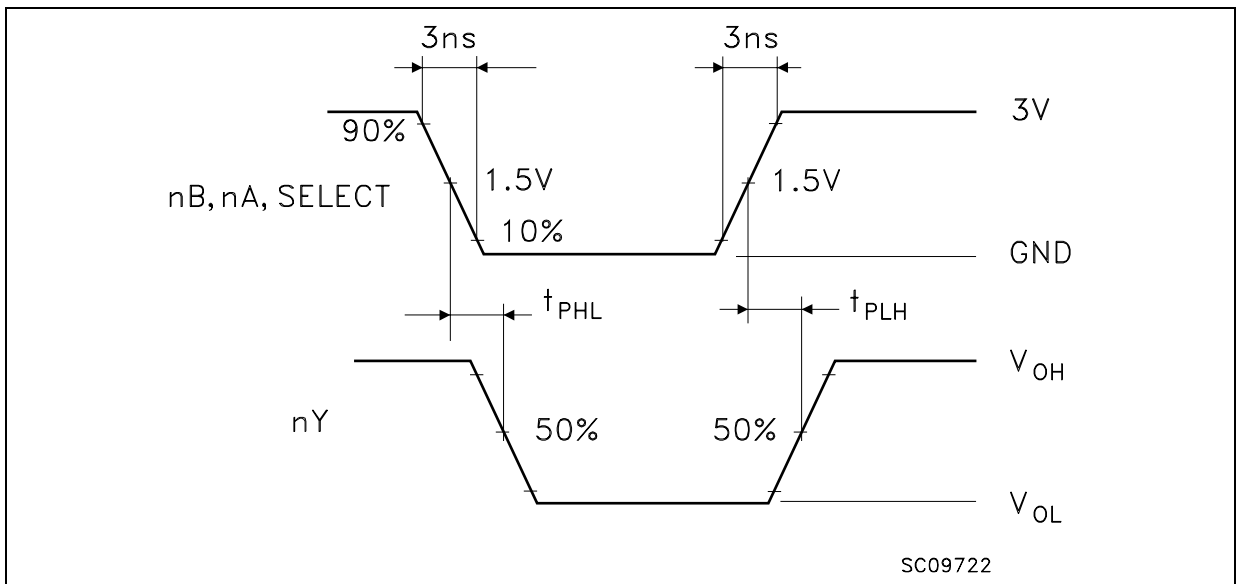 3ns 3ns
3V
90%
1.5V 1.5V
nB, nA, SELECT
10%
GND
tPHL tPLH
VOH
nY 50% 50%
VOL
SC09722